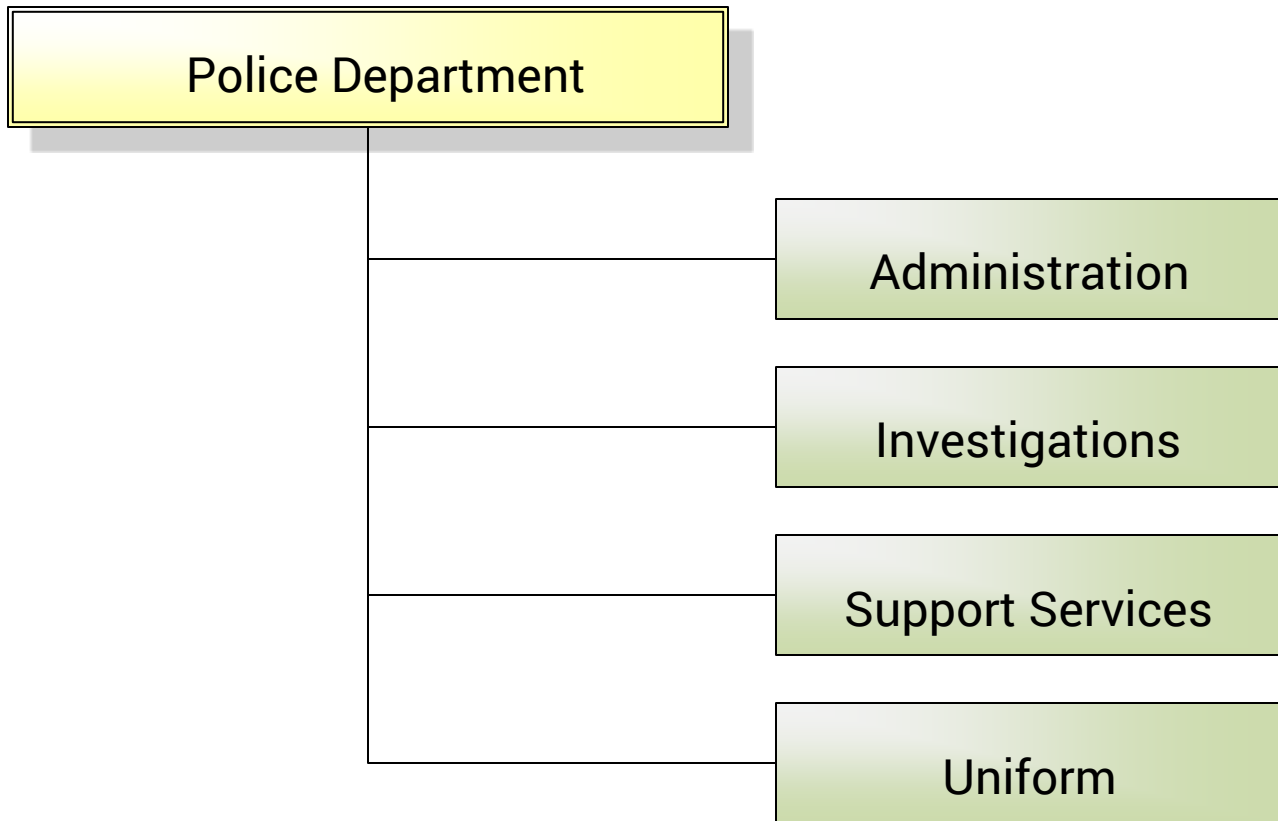 Police Department
Administration
Investigations
Support Services
Uniform